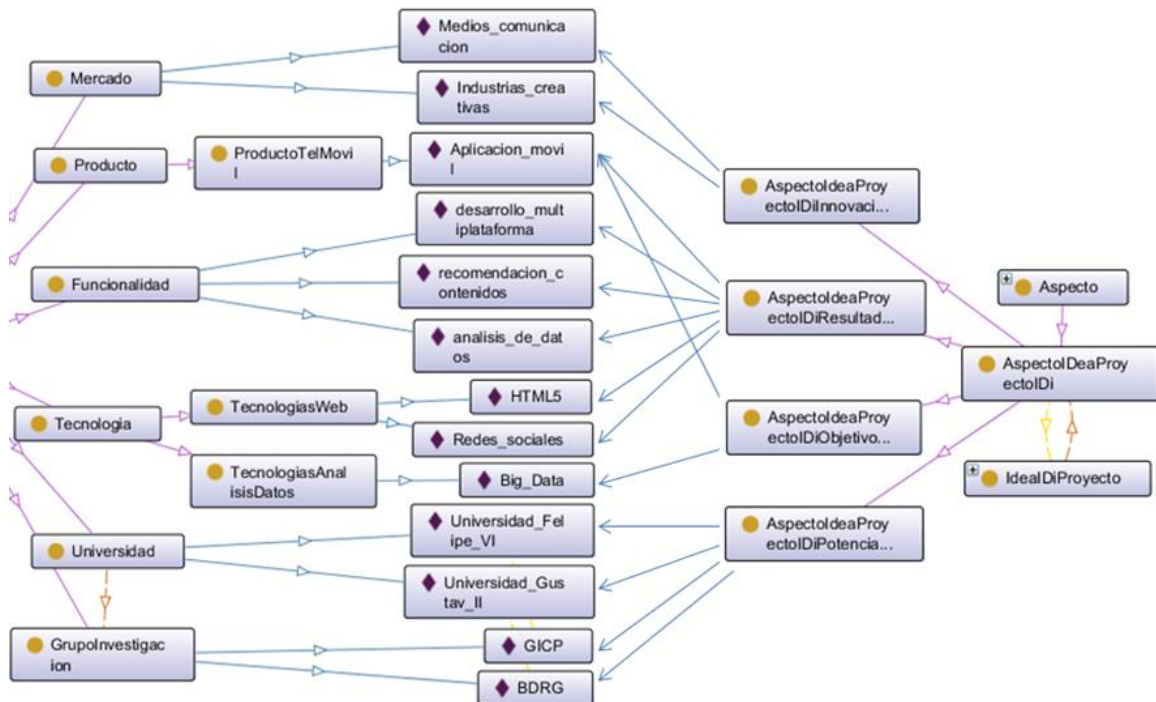 Medios_comunica
cion
Mercado
Industrias_crea
tivas
Producto
ProductoTelMovi
l
Aplicacion_movi
l
AspectoIdeaProy
ectoIDiInnovaci...
desarrollo_mult
iplataforma
Funcionalidad
recomendacion_c
ontenidos
Aspecto
AspectoIdeaProy
ectoIDiResultad...
analisis_de_dat
os
AspectoIDeaProy
ectoIDi
TecnologiasWeb
HTML5
Tecnologia
Redes_sociales
AspectoIdeaProy
ectoIDiObjetivo...
TecnologiasAnal
isisDatos
Big_Data
IdeaIDiProyecto
Universidad
Universidad_Fel
ipe_VI
AspectoIdeaProy
ectoIDiPotencia...
Universidad_Gus
tav_II
GrupoInvestigac
ion
GICP
BDRG